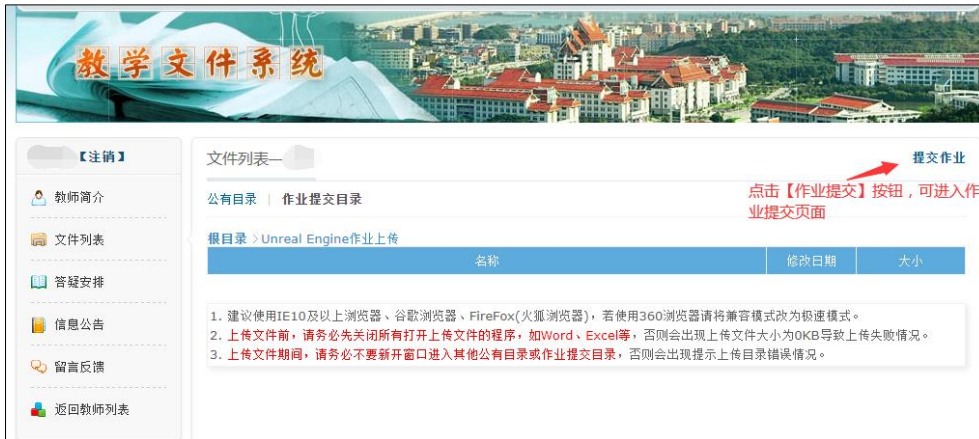 教学文件系统
【注销】
教师简介
文件列表
答疑安排
信息公告
留言反馈
返回教师列表
文件列表—
提交作业
点击【作业提交】按钮，可进入作
业提交页面
公有目录 | 作业提交目录
根目录 > Unreal Engine作业上传
名称 修改日期 大小
1. 建议使用IE10及以上浏览器、谷歌浏览器、FireFox(火狐浏览器)，若使用360浏览器请将兼容模式改为极速模式。
2. 上传文件前，请务必先关闭所有打开上传文件的程序，如Word、Excel等，否则会出现上传文件大小为0KB导致上传失败情况。
3. 上传文件期间，请务必不要新开窗口进入其他公有目录或作业提交目录，否则会出现提示上传目录错误情况。